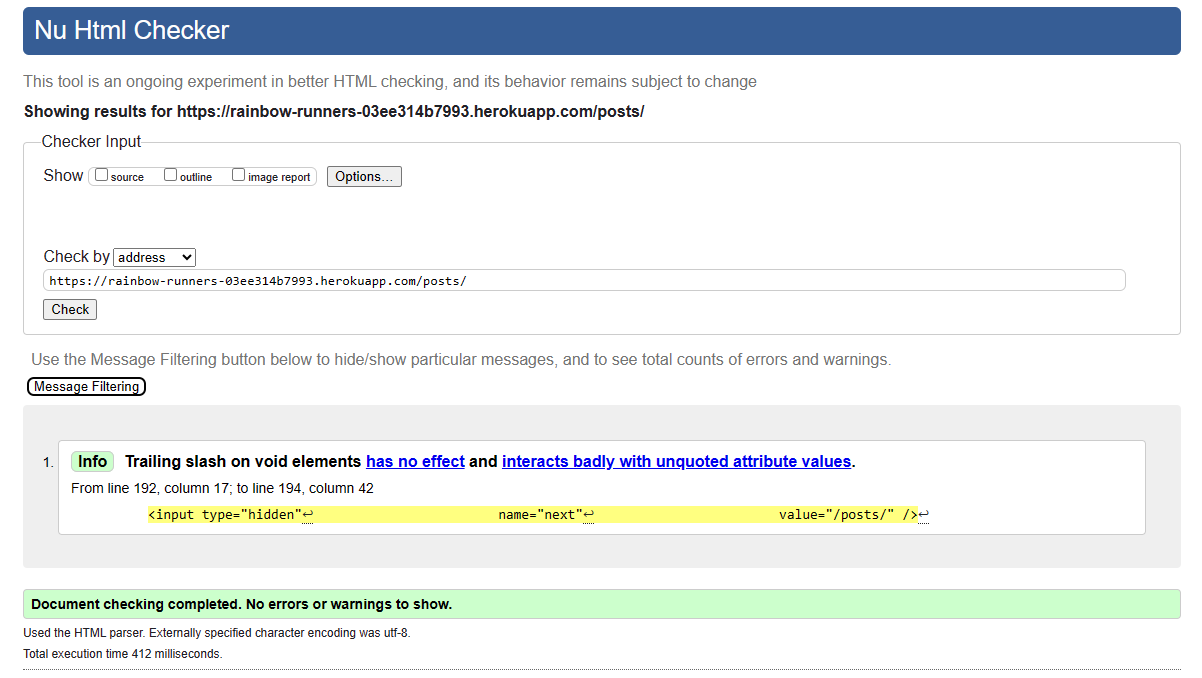 Nu Html Checker
This tool is an ongoing experiment in better HTML checking, and its behavior remains subject to change
Showing results for https://rainbow-runners-03ee314b7993.herokuapp.com/posts/
Checker Input
Show source outline image report Options...
Check by address
https://rainbow-runners-03ee314b7993.herokuapp.com/posts/
Check
Use the Message Filtering button below to hide/show particular messages, and to see total counts of errors and warnings.
Message Filtering
1. Info Trailing slash on void elements has no effect and interacts badly with unquoted attribute values.
From line 192, column 17; to line 194, column 42
<input type="hidden"↩ name="next"↩ value="/posts/" />↩
Document checking completed. No errors or warnings to show.
Used the HTML parser. Externally specified character encoding was utf-8.
Total execution time 412 milliseconds.